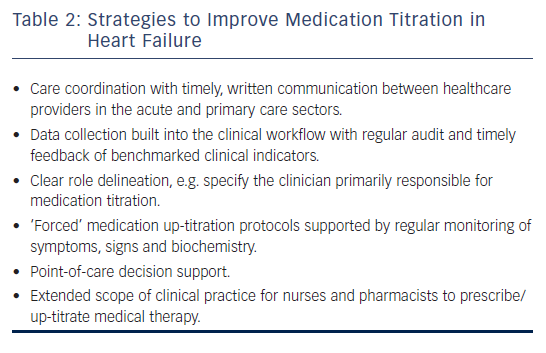 Table 2: Strategies to Improve Medication Titration in
Heart Failure
• Care coordination with timely, written communication between healthcare
providers in the acute and primary care sectors.
• Data collection built into the clinical workflow with regular audit and timely
feedback of benchmarked clinical indicators.
• Clear role delineation, e.g. specify the clinician primarily responsible for
medication titration.
• ‘Forced’ medication up-titration protocols supported by regular monitoring of
symptoms, signs and biochemistry.
• Point-of-care decision support.
• Extended scope of clinical practice for nurses and pharmacists to prescribe/
up-titrate medical therapy.